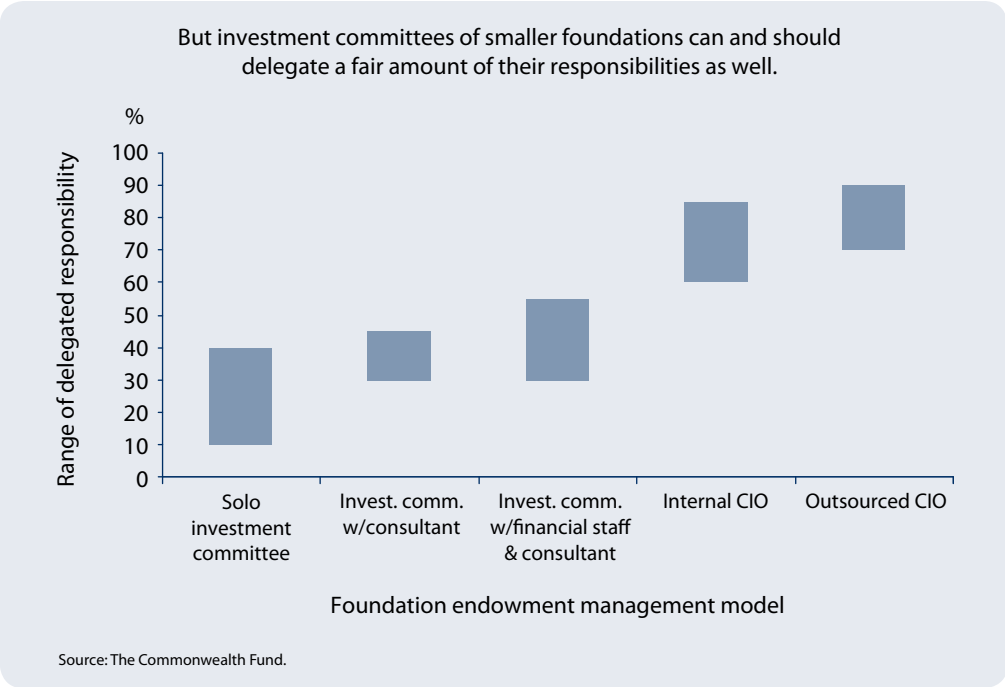 But investment committees of smaller foundations can and should
delegate a fair amount of their responsibilities as well.
%
Range of delegated responsibility
100
90
80
70
60
50
40
30
20
10
0
Solo
investment
committee
Invest. comm.
w/consultant
Invest. comm.
w/financial staff
& consultant
Internal CIO
Outsourced CIO
Foundation endowment management model
Source: The Commonwealth Fund.